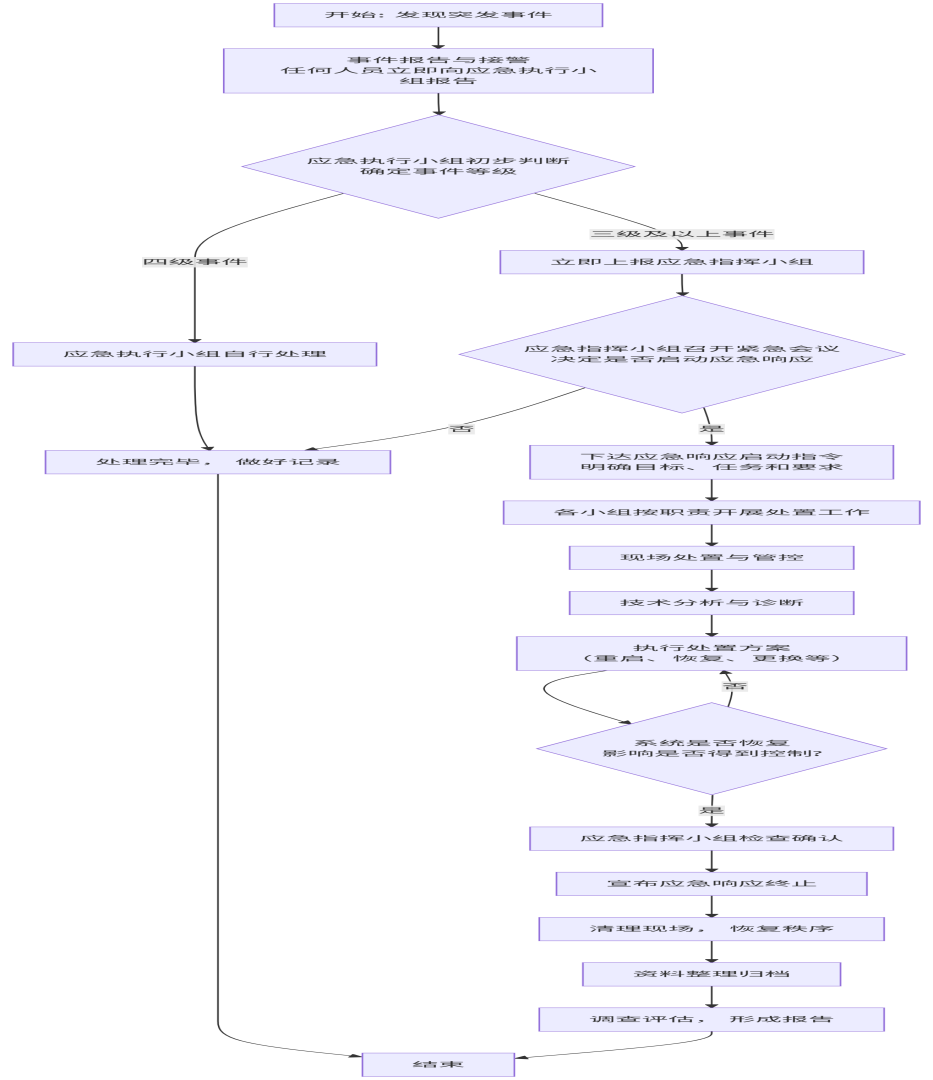 开始：发现突发事件
事件报告与接警
任何人员立即向应急执行小
组报告
应急执行小组初步判断
确定事件等级
三级及以上事件
四级事件
立即上报应急指挥小组
应急执行小组自行处理
应急指挥小组召开紧急会议
决定是否启动应急响应
否
是
处理完毕，做好记录
下达应急响应启动指令
明确目标、任务和要求
各小组按职责开展处置工作
现场处置与管控
技术分析与诊断
执行处置方案
（重启、恢复、更换等）
否
系统是否恢复
影响是否得到控制?
是
应急指挥小组检查确认
宣布应急响应终止
清理现场，恢复秩序
资料整理归档
调查评估，形成报告
结束